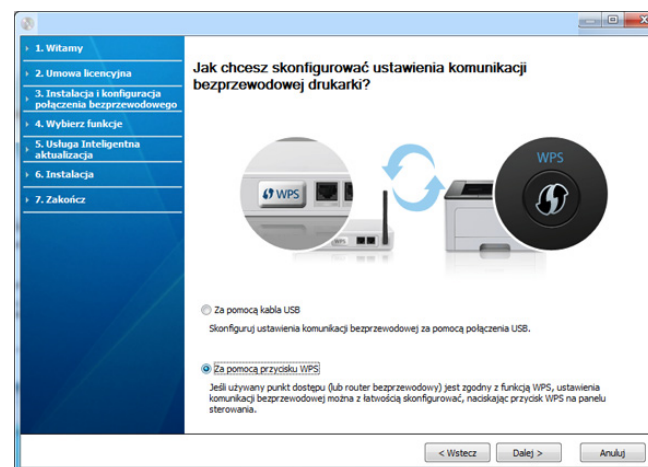 1. Witamy
2. Umowa licencyjna
3. Instalacja i konfiguracja
połączenia bezprzewodowego
4. Wybierz funkcje
5. Usługa Inteligentna
aktualizacja
6. Instalacja
7. Zakończ
Jak chcesz skonfigurować ustawienia komunikacji
bezprzewodowej drukarki?
WPS
WPS
WPS
Za pomocą kabla USB
Skonfiguruj ustawienia komunikacji bezprzewodowej za pomocą połączenia USB.
Za pomocą przycisku WPS
Jeśli używany punkt dostępu (lub router bezprzewodowy) jest zgodny z funkcją WPS, ustawienia
komunikacji bezprzewodowej można z łatwością skonfigurować, naciskając przycisk WPS na panelu
sterowania.
< Wstecz
Dalej >
Anuluj